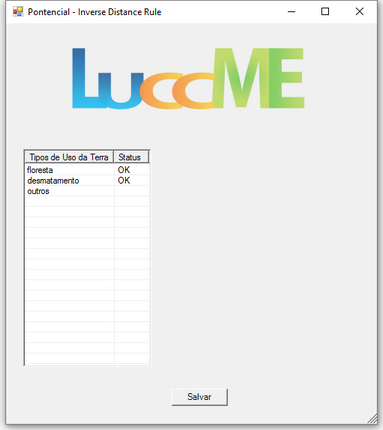 Pontencial - Inverse Distance Rule
LuccME
Tipos de Uso da Terra Status
floresta OK
desmatamento OK
outros
Salvar